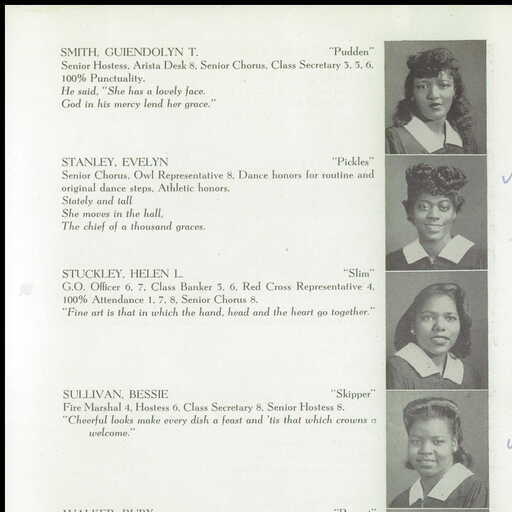 SMITH, GUIENDOLYN T. "Pudden"
Senior Hostess, Arista Desk 8, Senior Chorus, Class Secretary 3, 5, 6,
100% Punctuality.
He said, "She has a lovely face.
God in his mercy lend her grace."
STANLEY, EVELYN "Pickles"
Senior Chorus, Owl Representative 8, Dance honors for routine and
original dance steps, Athletic honors.
Stately and tall
She moves in the hall,
The chief of a thousand graces.
STUCKLEY, HELEN L. "Slim"
G.O. Officer 6, 7, Class Banker 5, 6, Red Cross Representative 4,
100% Attendance 1, 7, 8, Senior Chorus 8.
"Fine art is that in which the hand, head and the heart go together."
SULLIVAN, BESSIE "Skipper"
Fire Marshal 4, Hostess 6, Class Secretary 8, Senior Hostess 8.
"Cheerful looks make every dish a feast and 'tis that which crowns a
welcome."